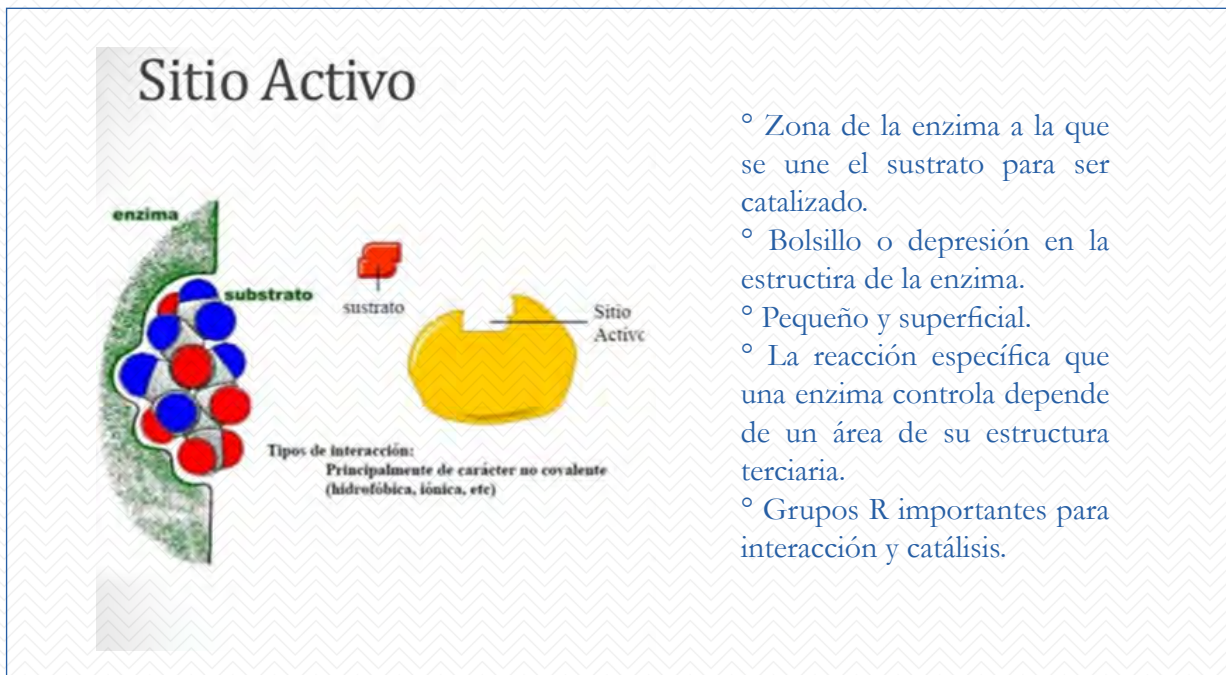 Sitio Activo
enzima
substrato
sustrato
Sitio
Activo
Tipos de interacción:
Principalmente de carácter no covalente
(hidrofóbica, iónica, etc)
° Zona de la enzima a la que
se une el sustrato para ser
catalizado.
° Bolsillo o depresión en la
estructira de la enzima.
° Pequeño y superficial.
° La reacción específica que
una enzima controla depende
de un área de su estructura
terciaria.
° Grupos R importantes para
interacción y catálisis.